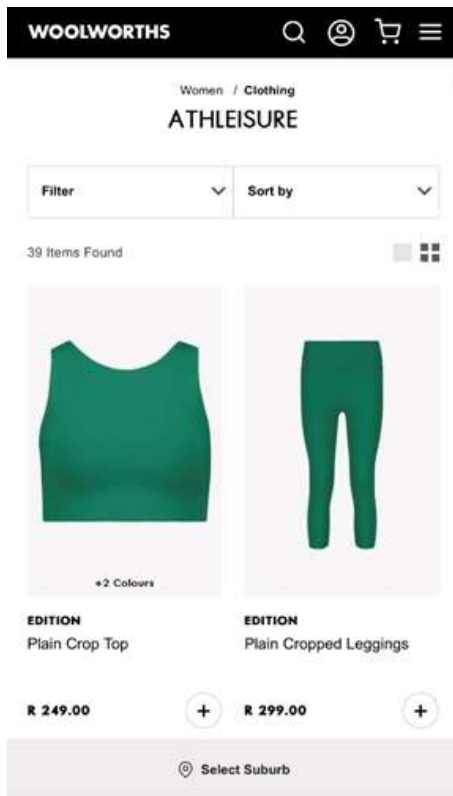 WOOLWORTHS
Women / Clothing
ATHLEISURE
Filter
Sort by
39 Items Found
+2 Colours
EDITION
Plain Crop Top
R 249.00
+
EDITION
Plain Cropped Leggings
R 299.00
+
Select Suburb